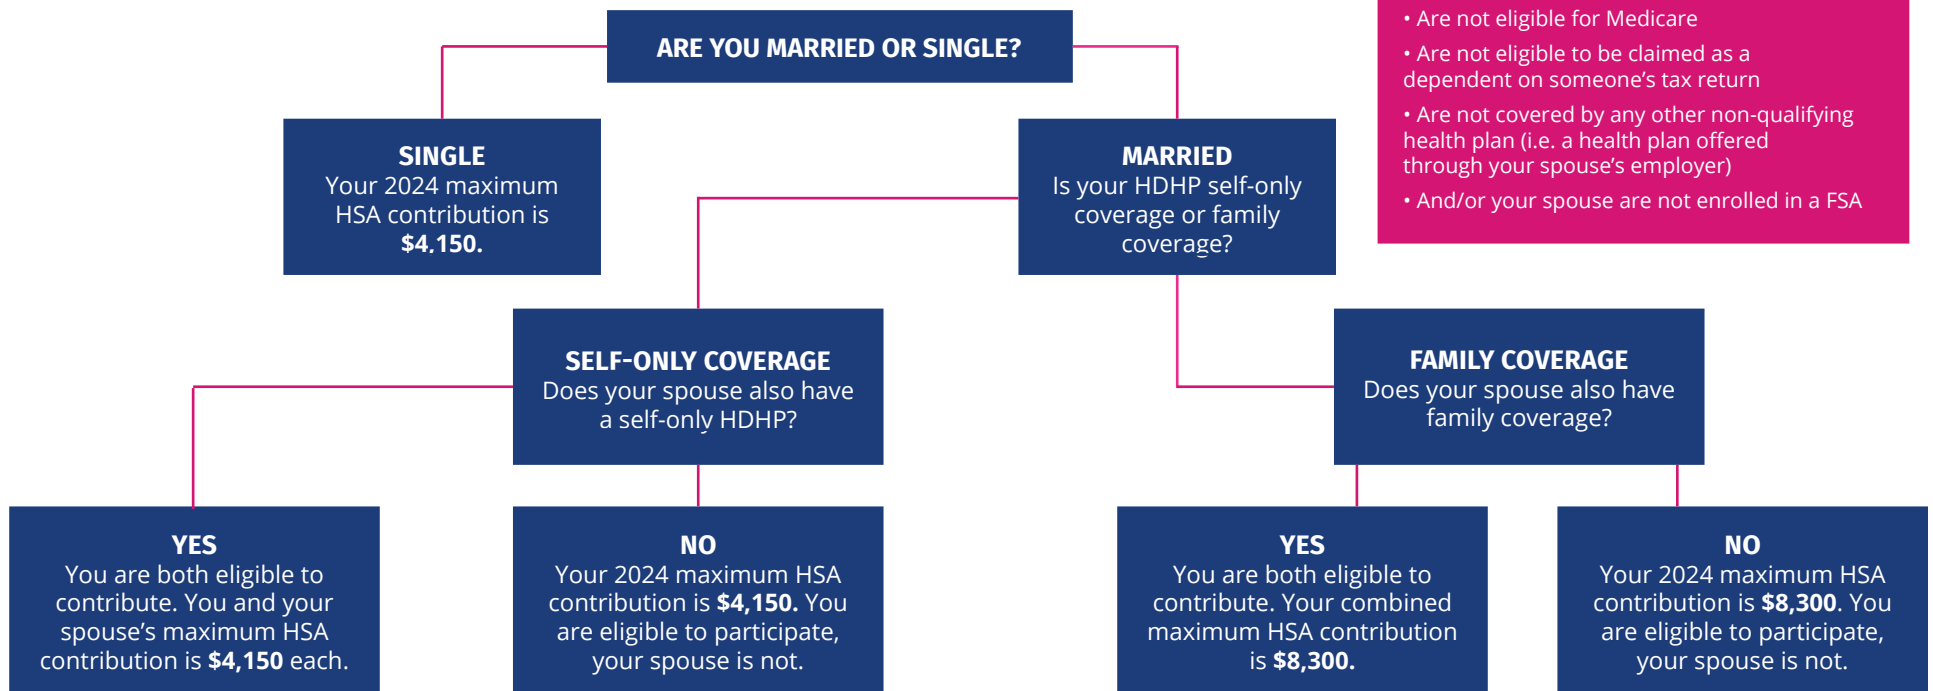 ARE YOU MARRIED OR SINGLE?
• Are not eligible for Medicare
• Are not eligible to be claimed as a
dependent on someone’s tax return
• Are not covered by any other non-qualifying
health plan (i.e. a health plan offered
through your spouse’s employer)
• And/or your spouse are not enrolled in a FSA
SINGLE
Your 2024 maximum
HSA contribution is
$4,150.
MARRIED
Is your HDHP self-only
coverage or family
coverage?
SELF-ONLY COVERAGE
Does your spouse also have
a self-only HDHP?
FAMILY COVERAGE
Does your spouse also have
family coverage?
YES
You are both eligible to
contribute. You and your
spouse’s maximum HSA
contribution is $4,150 each.
NO
Your 2024 maximum HSA
contribution is $4,150. You
are eligible to participate,
your spouse is not.
YES
You are both eligible to
contribute. Your combined
maximum HSA contribution
is $8,300.
NO
Your 2024 maximum HSA
contribution is $8,300. You
are eligible to participate,
your spouse is not.